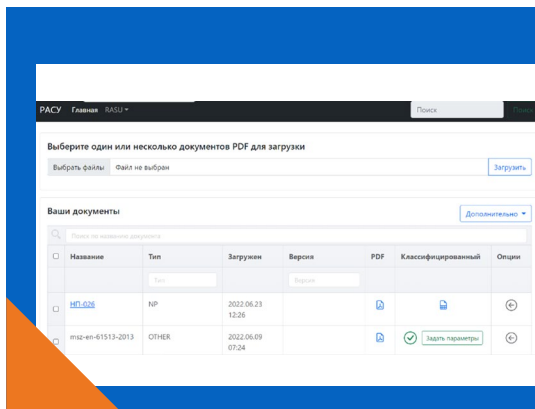 РАСУ Главная RASU Поиск Поиск
Выберите один или несколько документов PDF для загрузки
Выбрать файлы Файл не выбран Загрузить
Ваши документы Дополнительно
Поиск по названию документа
Название Тип Загружен Версия PDF Классифицированный Опции
Тип Версия
НП-026 NP 2022.06.23
12:26
msz-en-61513-2013 OTHER 2022.06.09 Задать параметры
07:24